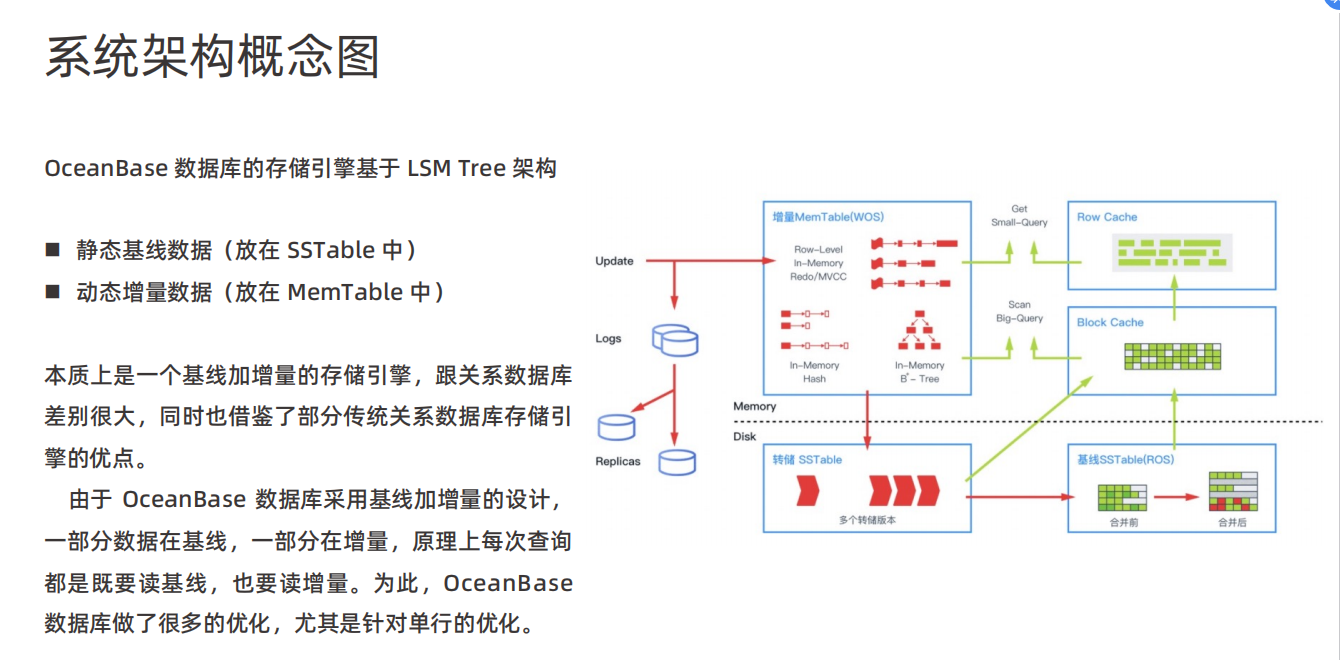 系统架构概念图
OceanBase 数据库的存储引擎基于 LSM Tree 架构
■ 静态基线数据（放在 SSTable 中）
■ 动态增量数据（放在 MemTable 中）
本质上是一个基线加增量的存储引擎，跟关系数据库
差别很大，同时也借鉴了部分传统关系数据库存储引
擎的优点。
由于 OceanBase 数据库采用基线加增量的设计，
一部分数据在基线，一部分在增量，原理上每次查询
都是既要读基线，也要读增量。为此，OceanBase
数据库做了很多的优化，尤其是针对单行的优化。
Update
Logs
Replicas
增量MemTable(WOS)
Row-Level
In-Memory
Redo/MVCC
In-Memory
Hash
In-Memory
B+- Tree
Get
Small-Query
Scan
Big-Query
Row Cache
Block Cache
Memory
Disk
转储 SSTable
多个转储版本
基线SSTable(ROS)
合并前
合并后